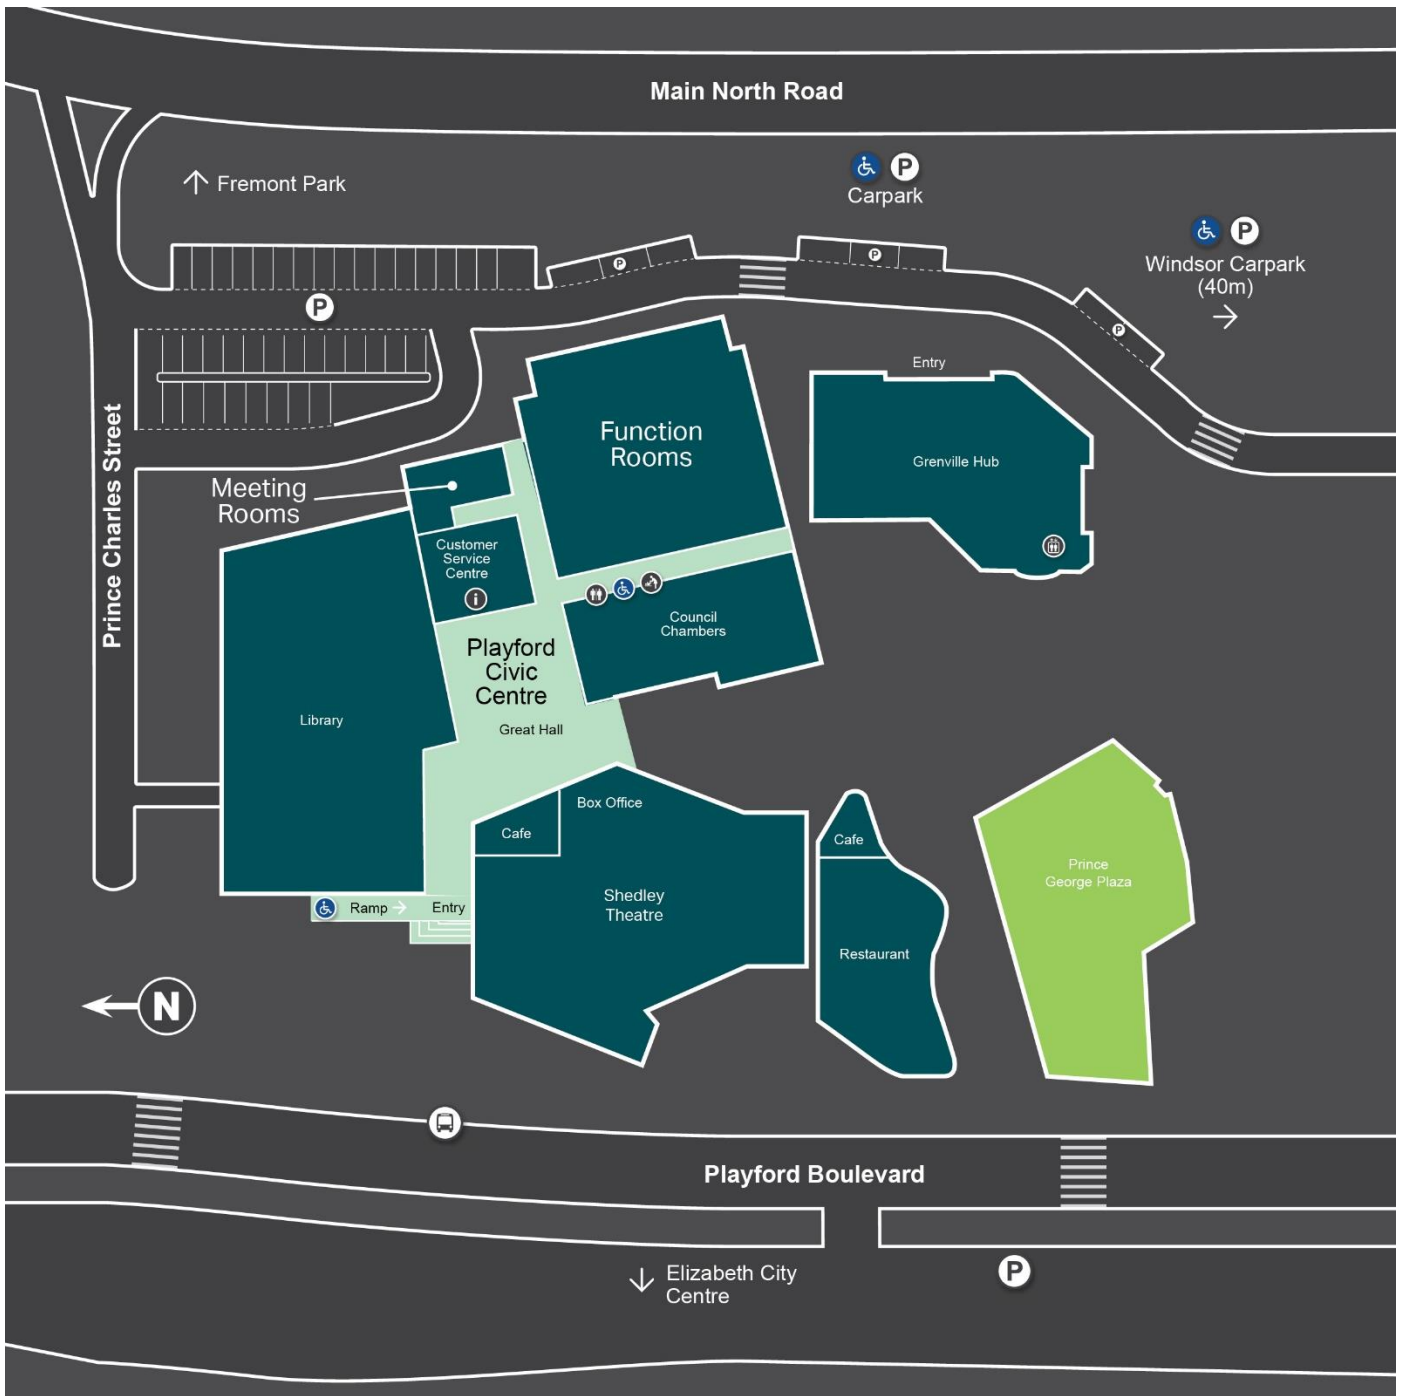 Main North Road
Fremont Park
P
Carpark
P
Windsor Carpark
(40m)
P
P
P
P
Entry
Function
Rooms
Grenville Hub
Meeting
Rooms
Prince Charles Street
Customer
Service
Centre
i
Council
Chambers
Playford
Civic
Centre
Great Hall
Library
Box Office
Cafe
Cafe
Prince
George Plaza
Shedley
Theatre
Ramp
Entry
Restaurant
N
Playford Boulevard
Elizabeth City
Centre
P